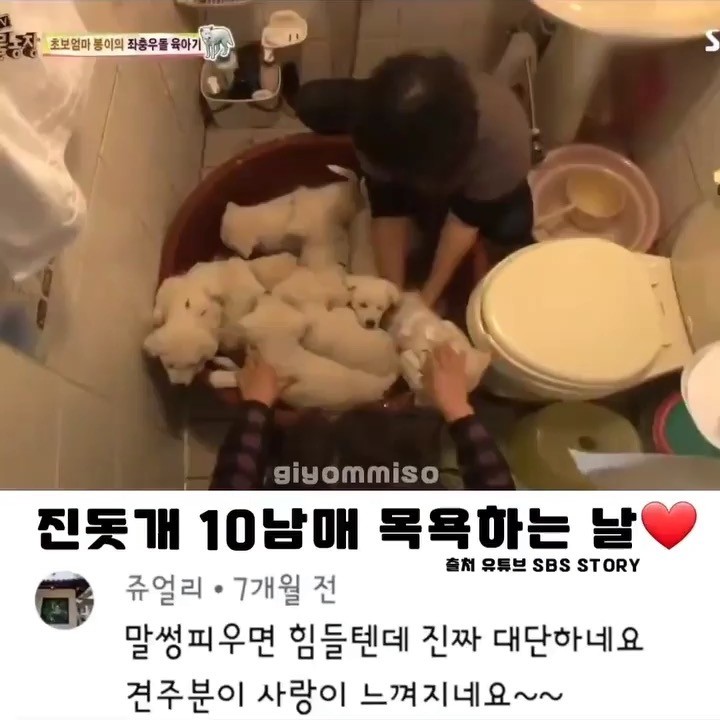 초보엄마 봉이의 좌충우돌 육아기
giyommiso
진돗개 10남매 목욕하는 날❤️
출처 유튜브 SBS STORY
쥬얼리 • 7개월 전
말썽피우면 힘들텐데 진짜 대단하네요
견주분이 사랑이 느껴지네요~~